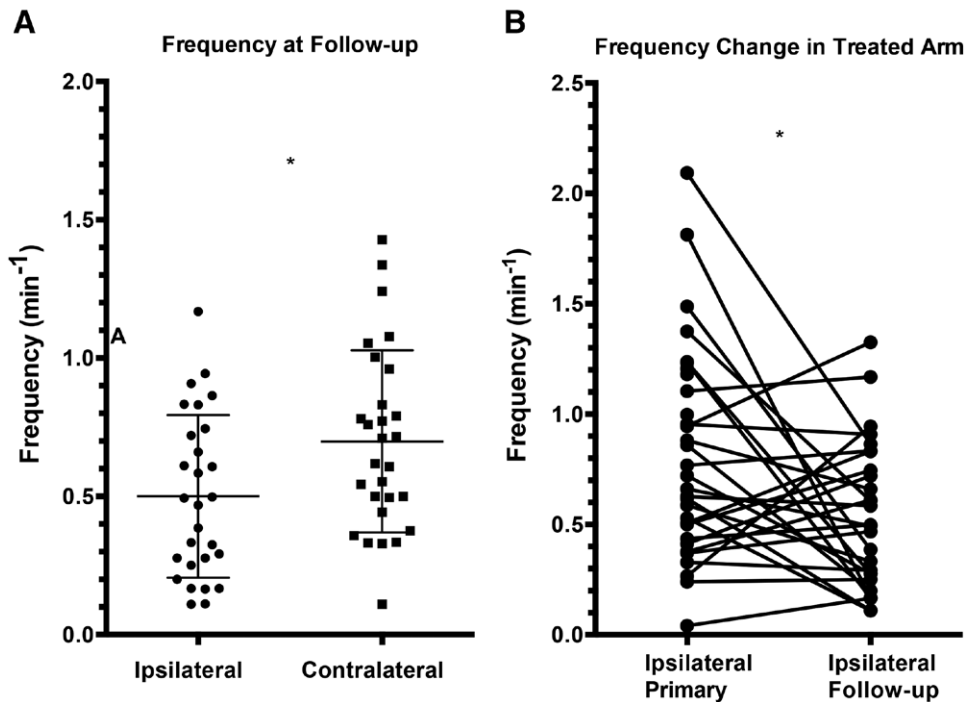 A
Frequency at Follow-up
2.0
1.5
1.0
0.5
0.0
Frequency (min⁻¹)
A
*
Ipsilateral
Contralateral
B
Frequency Change in Treated Arm
2.5
2.0
1.5
1.0
0.5
0.0
Frequency (min⁻¹)
*
Ipsilateral
Primary
Ipsilateral
Follow-up